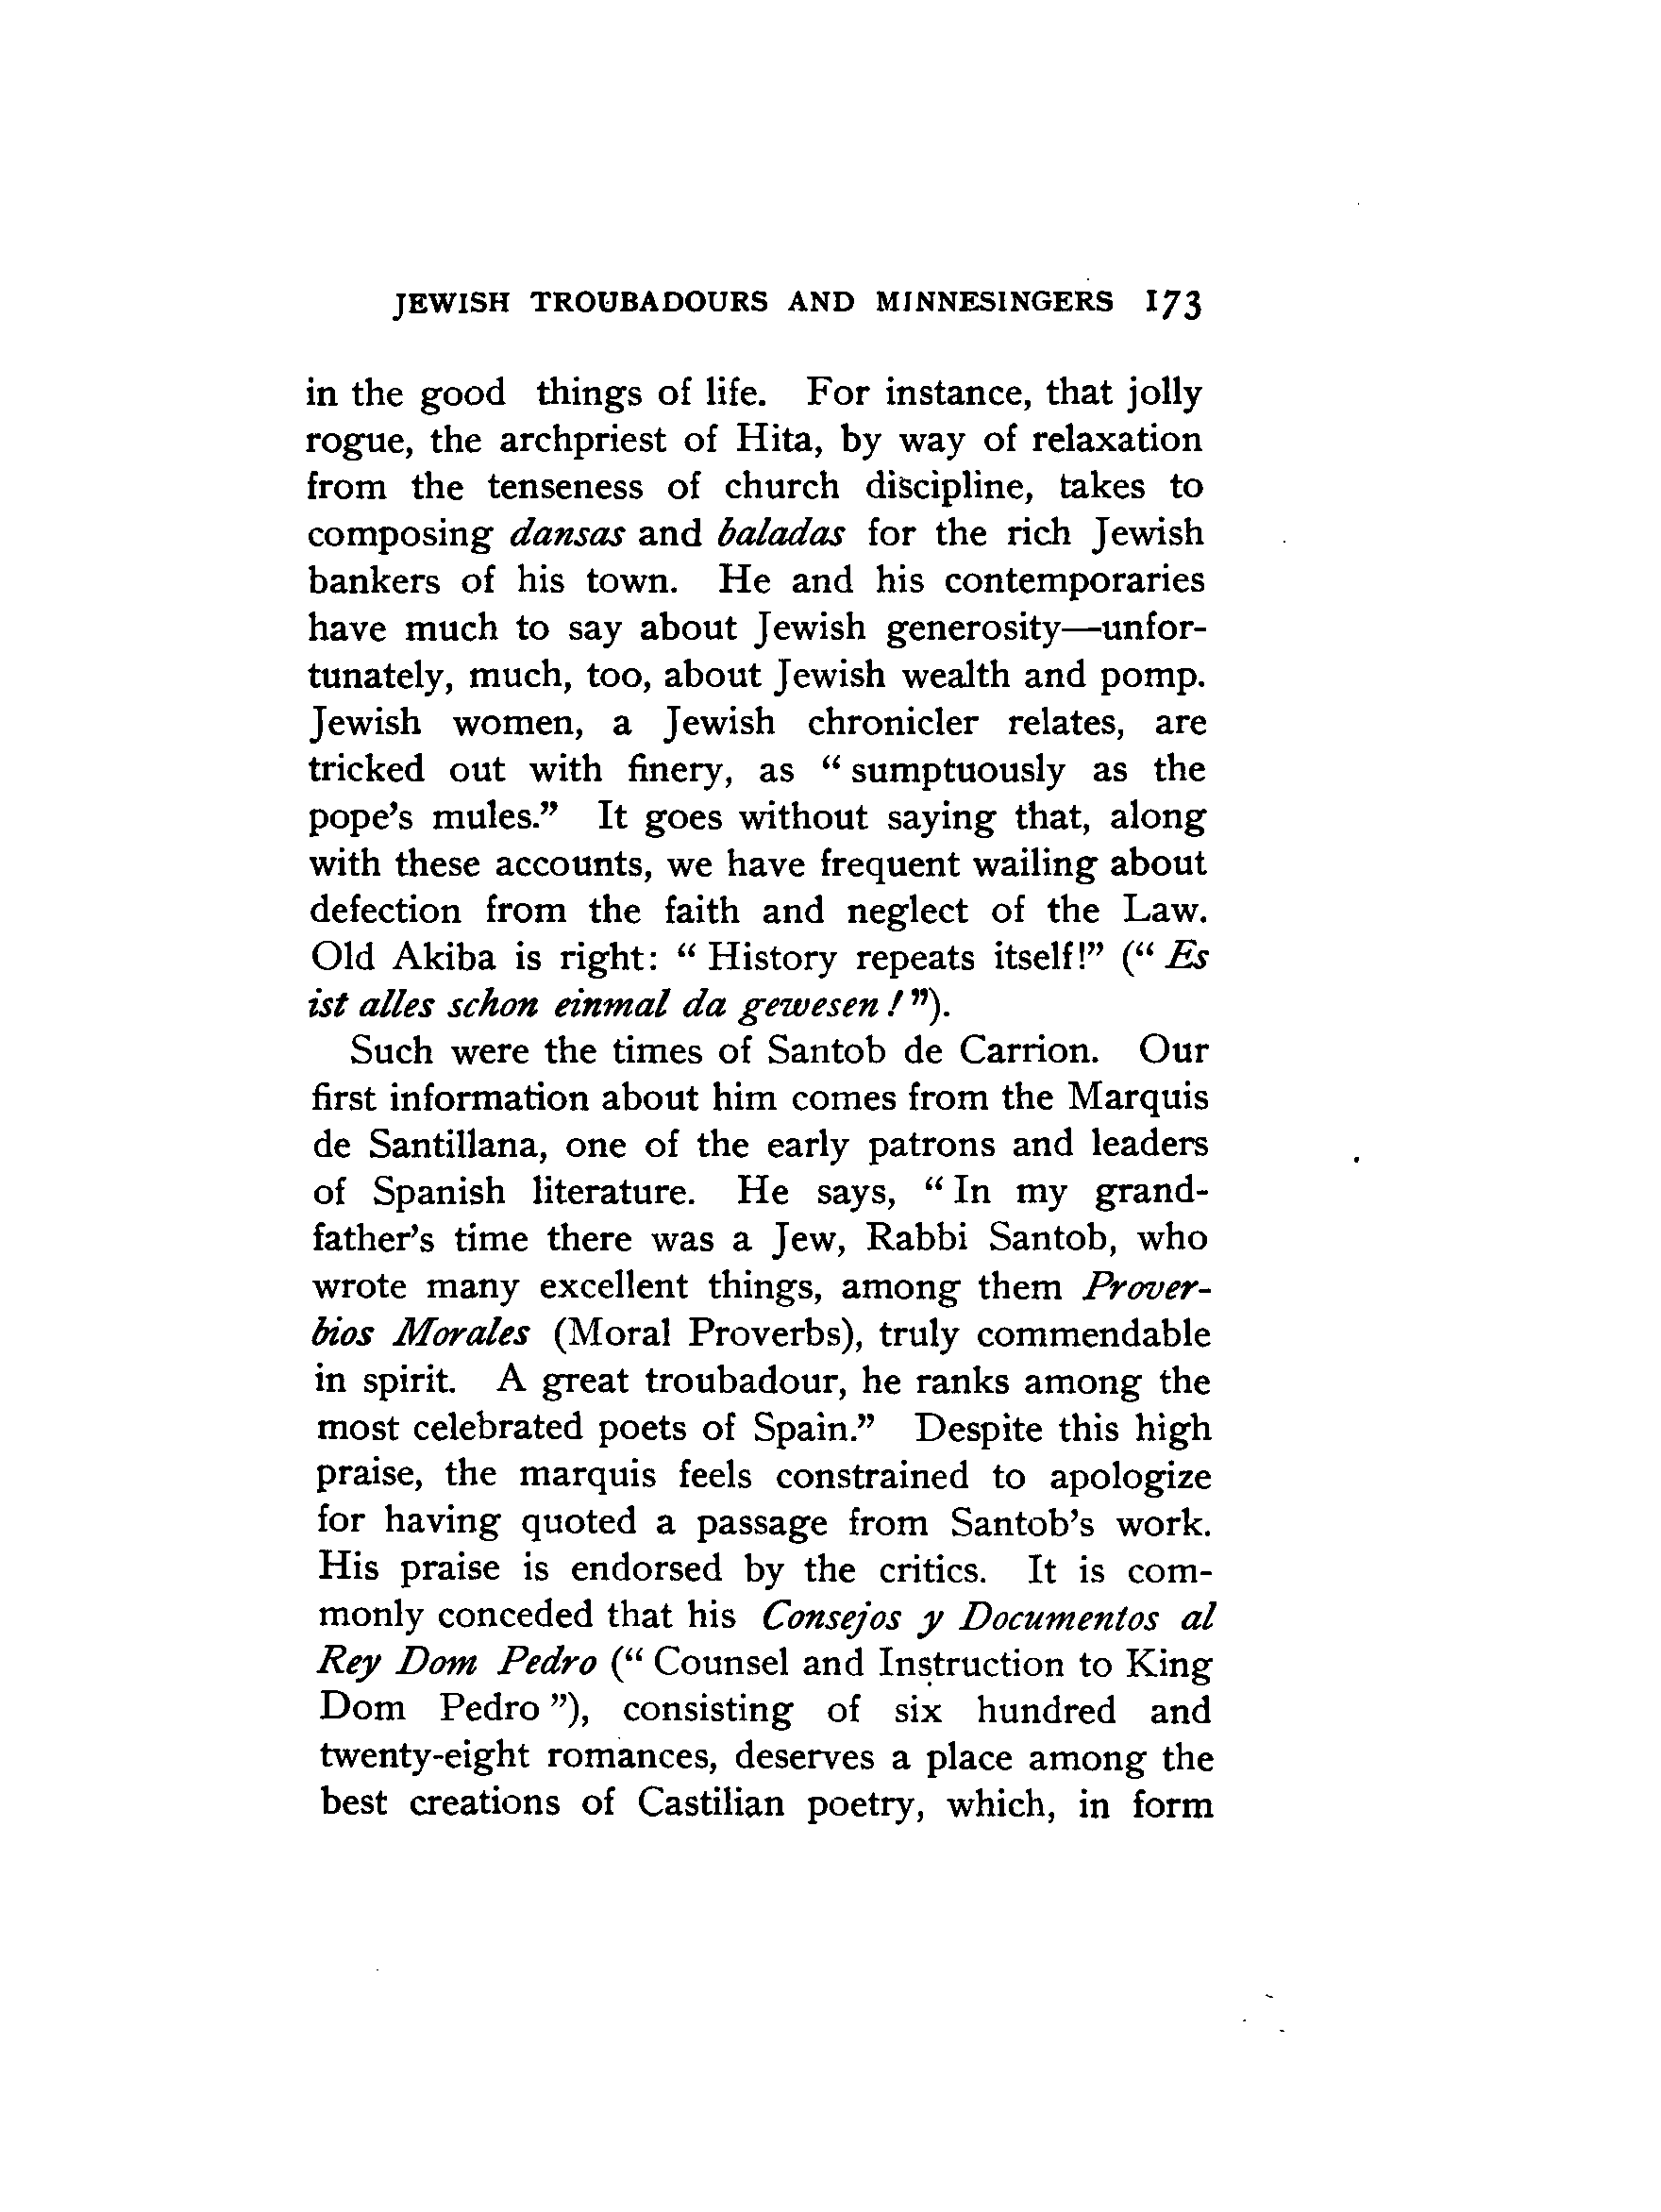 JEWISH TROUBADOURS AND MINNESINGERS 173
in the good things of life. For instance, that jolly
rogue, the archpriest of Hita, by way of relaxation
from the tenseness of church discipline, takes to
composing dansas and baladas for the rich Jewish
bankers of his town. He and his contemporaries
have much to say about Jewish generosity—unfor-
tunately, much, too, about Jewish wealth and pomp.
Jewish women, a Jewish chronicler relates, are
tricked out with finery, as “ sumptuously as the
pope’s mules.” It goes without saying that, along
with these accounts, we have frequent wailing about
defection from the faith and neglect of the Law.
Old Akiba is right: “ History repeats itself!” (“ Es
ist alles schon einmal da gewesen ! ”).
Such were the times of Santob de Carrion. Our
first information about him comes from the Marquis
de Santillana, one of the early patrons and leaders
of Spanish literature. He says, “ In my grand-
father’s time there was a Jew, Rabbi Santob, who
wrote many excellent things, among them Prover-
bios Morales (Moral Proverbs), truly commendable
in spirit. A great troubadour, he ranks among the
most celebrated poets of Spain.” Despite this high
praise, the marquis feels constrained to apologize
for having quoted a passage from Santob’s work.
His praise is endorsed by the critics. It is com-
monly conceded that his Consejos y Documentos al
Rey Dom Pedro (“ Counsel and Instruction to King
Dom Pedro ”), consisting of six hundred and
twenty-eight romances, deserves a place among the
best creations of Castilian poetry, which, in form